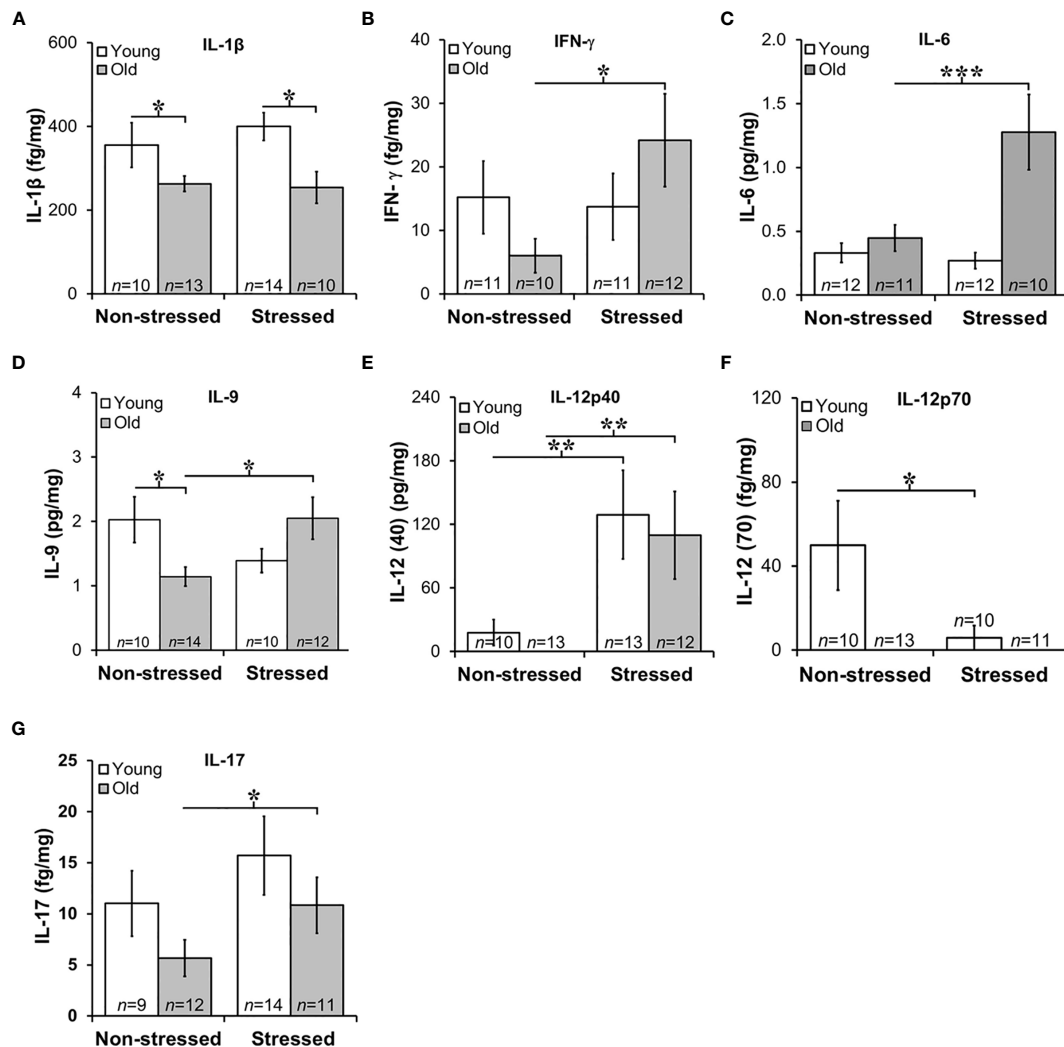 A
IL-1β
600
400
200
0
IL-1β (fg/mg)
Young
Old
*
*
n=10 n=13 n=14 n=10
Non-stressed Stressed
B
IFN-γ
40
30
20
10
0
IFN- γ (fg/mg)
Young
Old
*
n=11 n=10 n=11 n=12
Non-stressed Stressed
C
IL-6
2.0
1.5
1.0
0.5
0.0
IL-6 (pg/mg)
Young
Old
***
n=12 n=11 n=12 n=10
Non-stressed Stressed
D
IL-9
4
3
2
1
0
IL-9 (pg/mg)
Young
Old
*
*
n=10 n=14 n=10 n=12
Non-stressed Stressed
E
IL-12p40
240
180
120
60
0
IL-12 (40) (pg/mg)
Young
Old
**
**
n=10 n=13 n=13 n=12
Non-stressed Stressed
F
IL-12p70
120
80
40
0
IL-12 (70) (fg/mg)
Young
Old
*
n=10
n=10 n=13 n=11
Non-stressed Stressed
G
IL-17
25
20
15
10
5
0
IL-17 (fg/mg)
Young
Old
*
n=9 n=12 n=14 n=11
Non-stressed Stressed